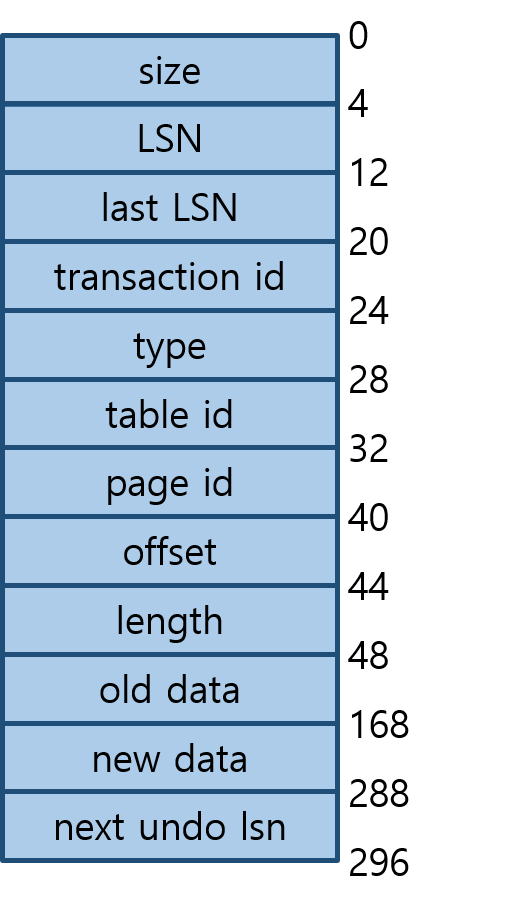 0
size
4
LSN
12
last LSN
20
transaction id
24
type
28
table id
32
page id
40
offset
44
length
48
old data
168
new data
288
next undo lsn
296